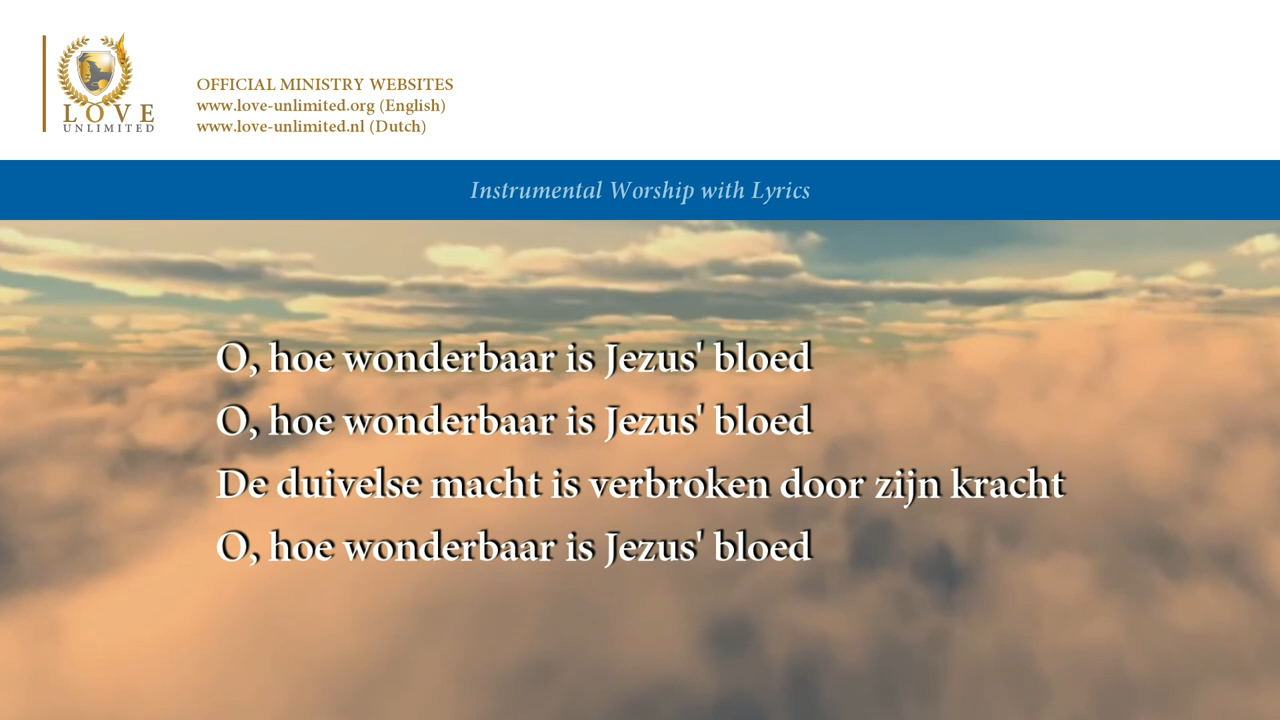 LOVE
UNLIMITED
OFFICIAL MINISTRY WEBSITES
www.love-unlimited.org (English)
www.love-unlimited.nl (Dutch)
Instrumental Worship with Lyrics
O, hoe wonderbaar is Jezus' bloed
O, hoe wonderbaar is Jezus' bloed
De duivelse macht is verbroken door zijn kracht
O, hoe wonderbaar is Jezus' bloed